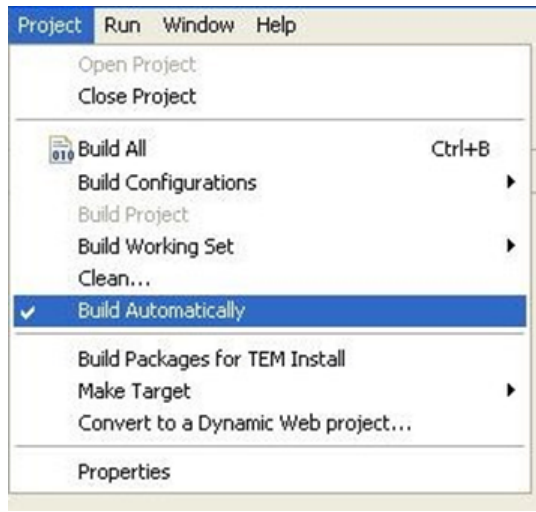 Project Run Window Help
Open Project
Close Project
010 Build All Ctrl+B
Build Configurations
Build Project
Build Working Set
Clean...
Build Automatically
Build Packages for TEM Install
Make Target
Convert to a Dynamic Web project...
Properties